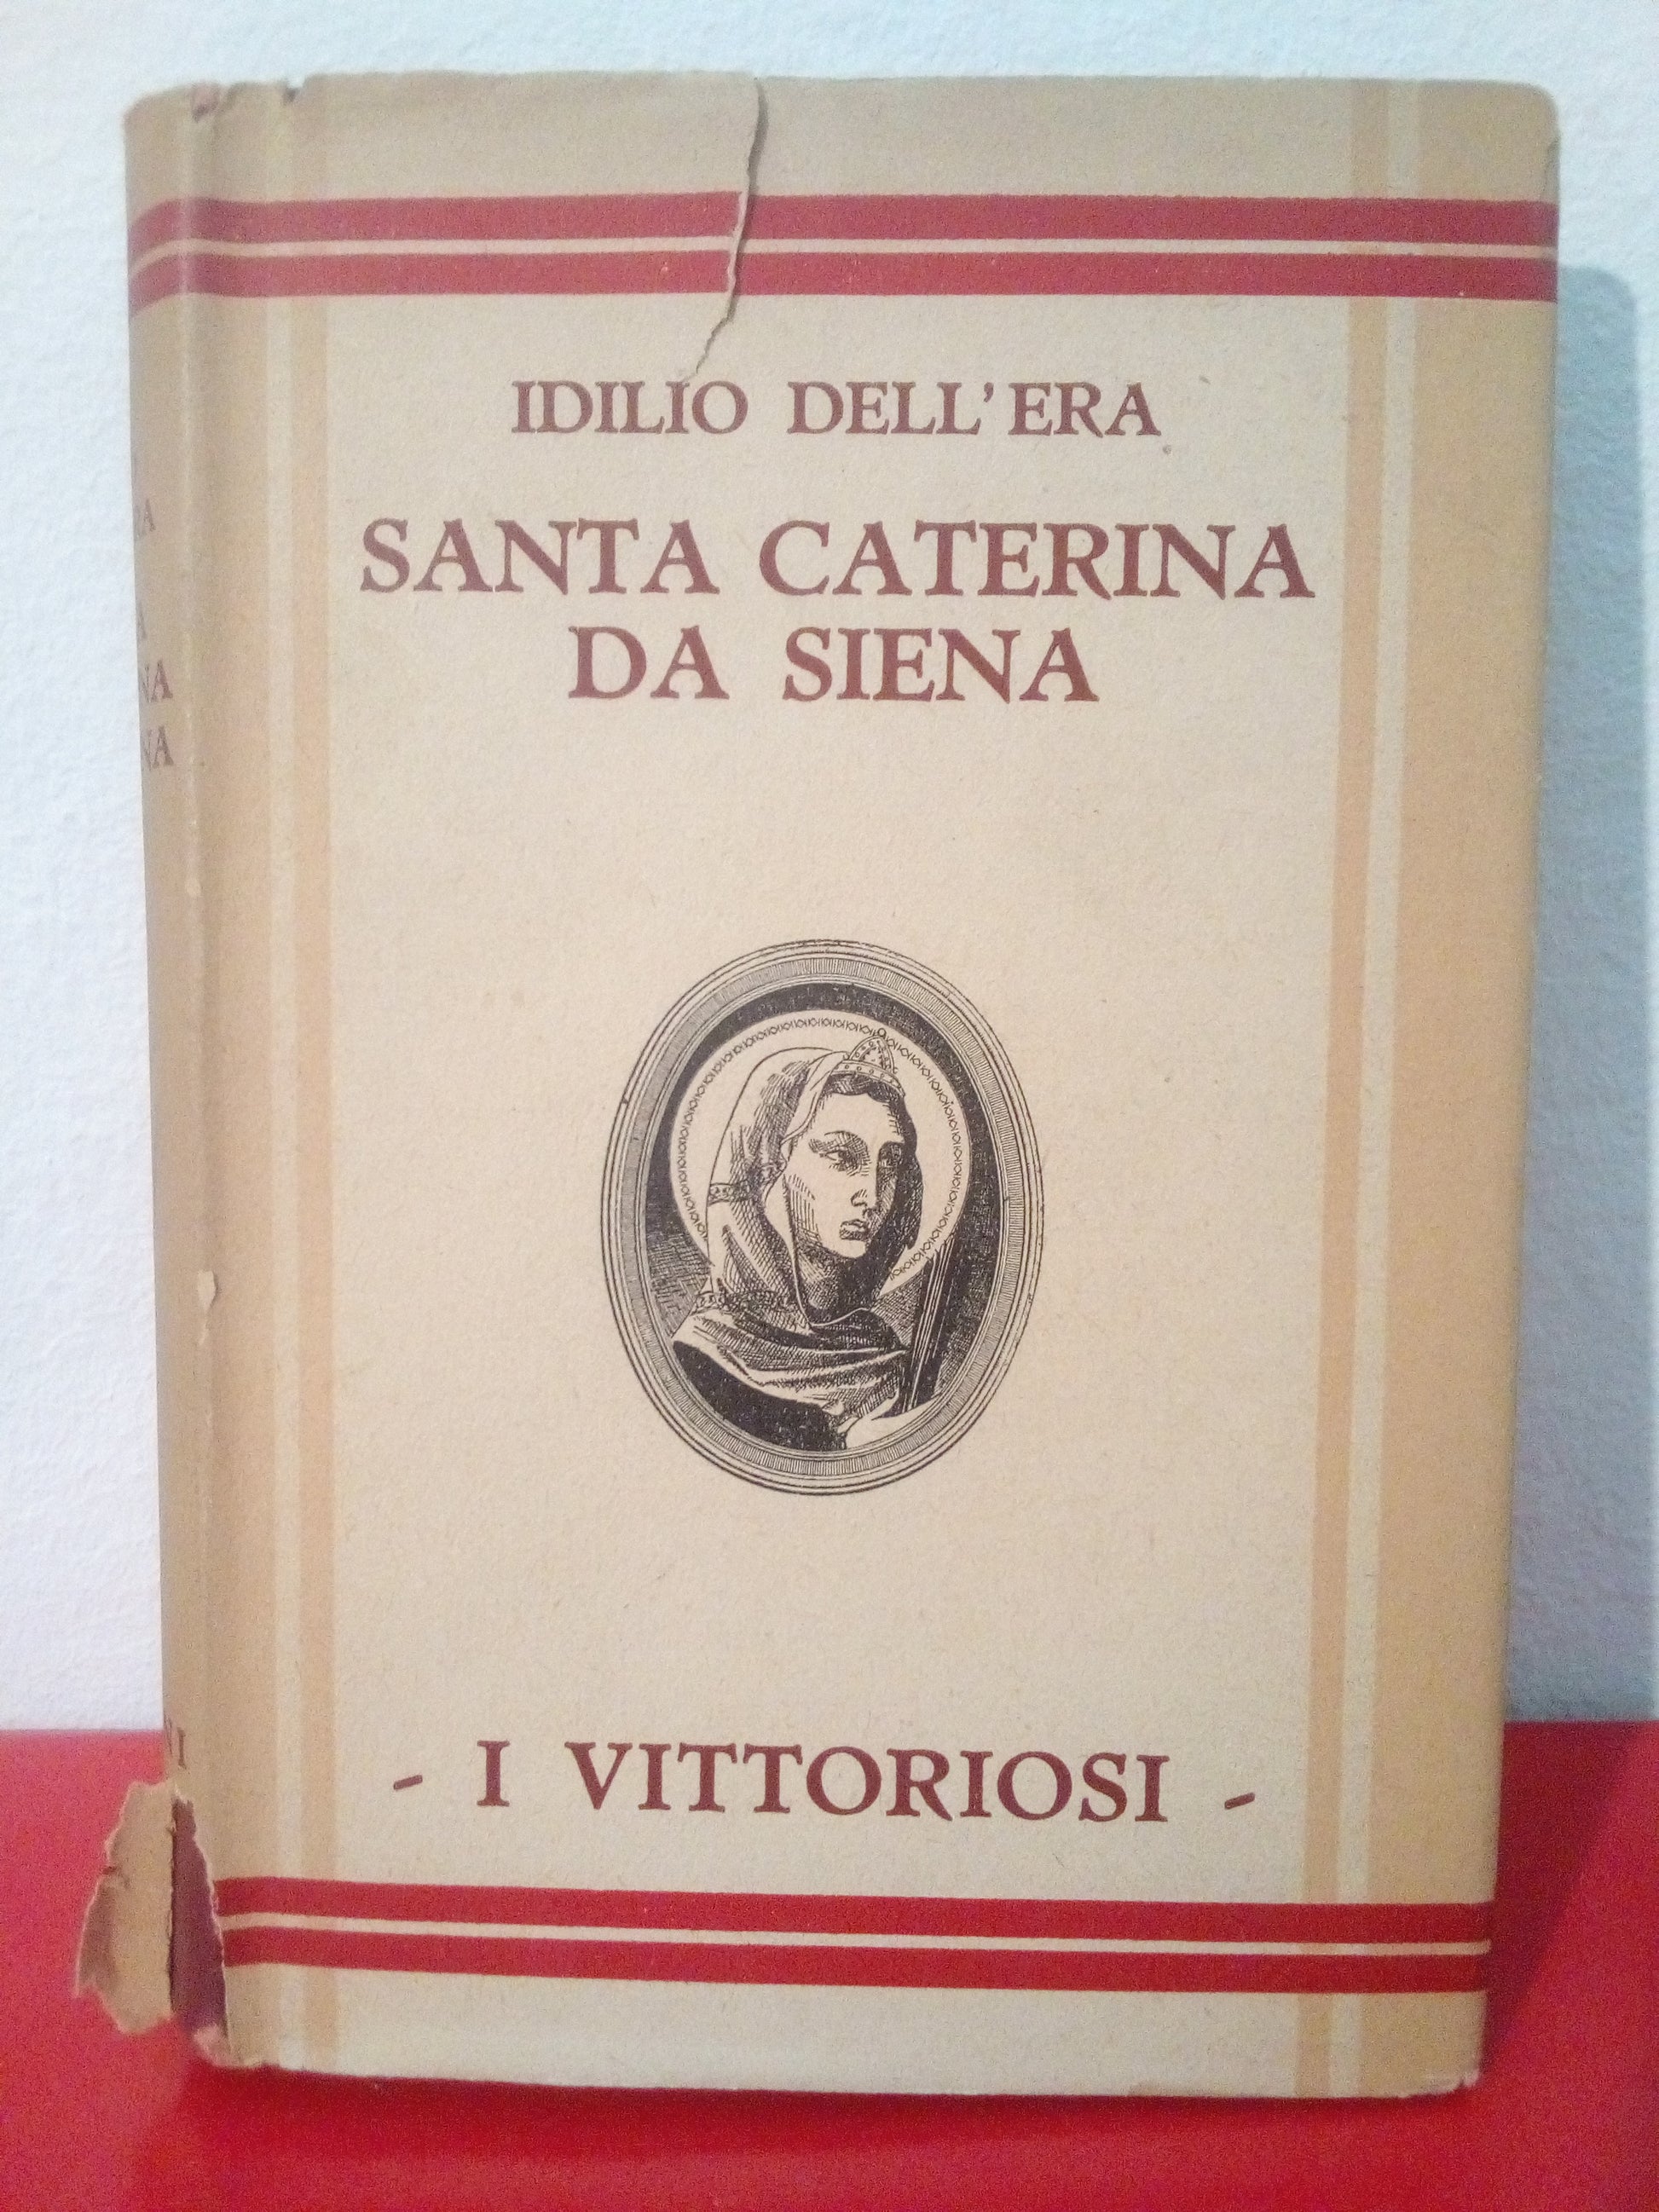 IDILIO DELL'ERA
SANTA CATERINA
DA SIENA
- I VITTORIOSI -